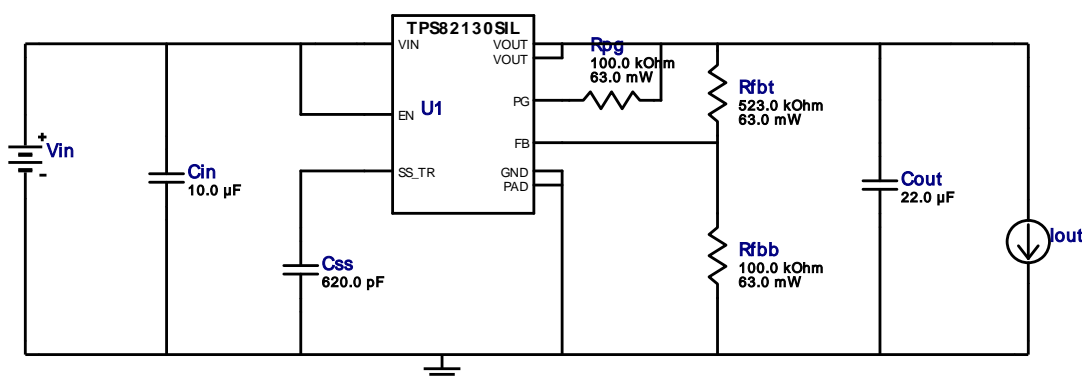 TPS82130SIL
VIN
VOUT
VOUT
Rpg
100.0 kOhm
63.0 mW
PG
EN
U1
FB
SS_TR
GND
PAD
Rfbt
523.0 kOhm
63.0 mW
+
Vin
-
Cin
10.0 µF
Css
620.0 pF
Rfbb
100.0 kOhm
63.0 mW
Cout
22.0 µF
Iout